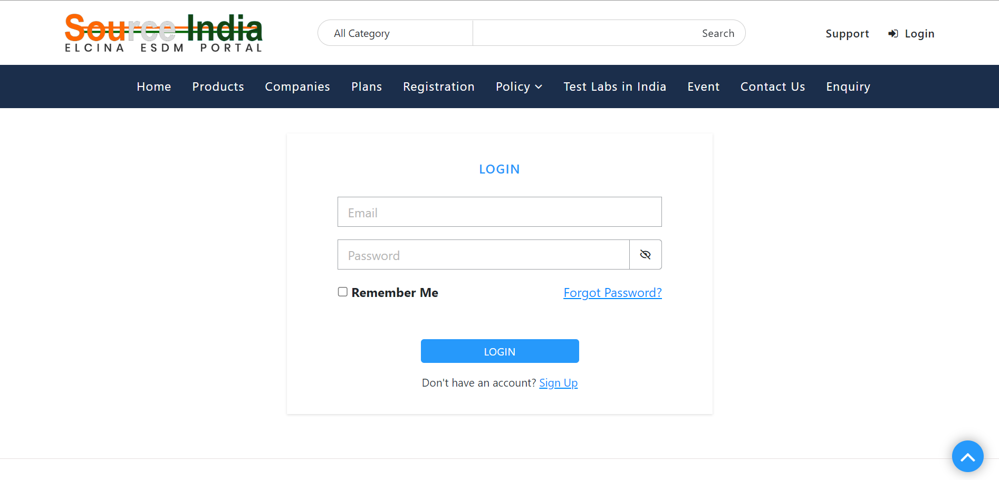 Source India
ELCINA ESDM PORTAL
All Category
Search
Support
Login
Home Products Companies Plans Registration Policy Test Labs in India Event Contact Us Enquiry
LOGIN
Email
Password
Remember Me
Forgot Password?
LOGIN
Don't have an account? Sign Up